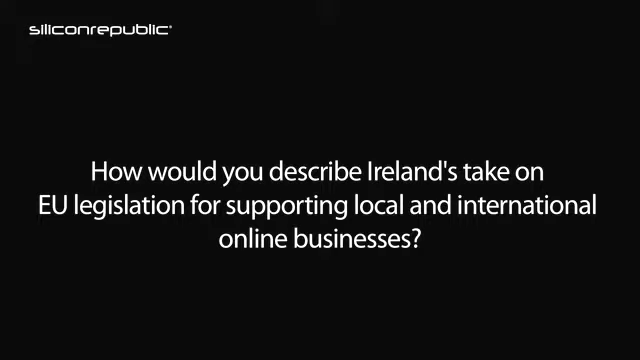 siliconrepublic®
How would you describe Ireland's take on
EU legislation for supporting local and international
online businesses?